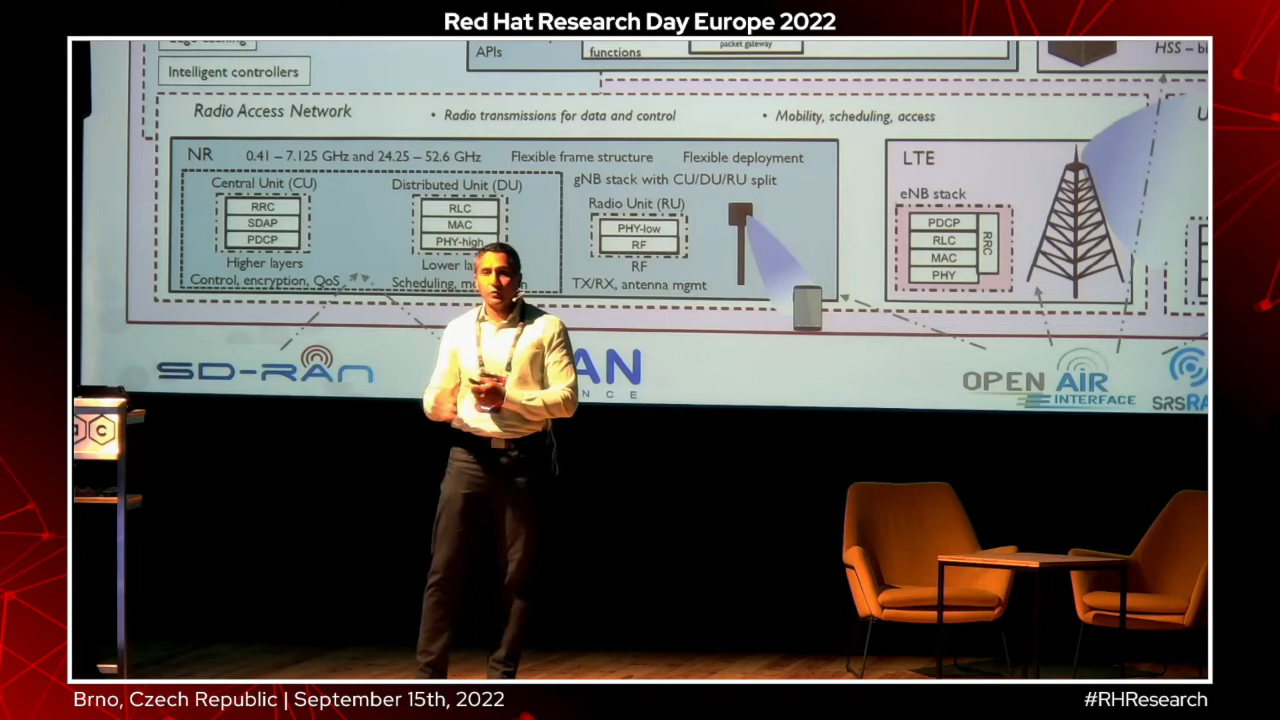 Red Hat Research Day Europe 2022
APIs
functions
packet gateway
Intelligent controllers
Radio Access Network
• Radio transmissions for data and control
• Mobility, scheduling, access
NR
0.41 – 7.125 GHz and 24.25 – 52.6 GHz
Flexible frame structure
Flexible deployment
Central Unit (CU)
RRC
SDAP
PDCP
Higher layers
Control, encryption, QoS
Distributed Unit (DU)
RLC
MAC
PHY-high
Lower
Scheduling,
gNB stack with CU/DU/RU split
Radio Unit (RU)
PHY-low
RF
RF
TX/RX, antenna mgmt
LTE
eNB stack
PDCP
RLC
MAC
PHY
RRC
HSS –
SD-RAN
AN
NCE
OPEN AIR
INTERFACE
SRSRA
Brno, Czech Republic | September 15th, 2022
#RHResearch